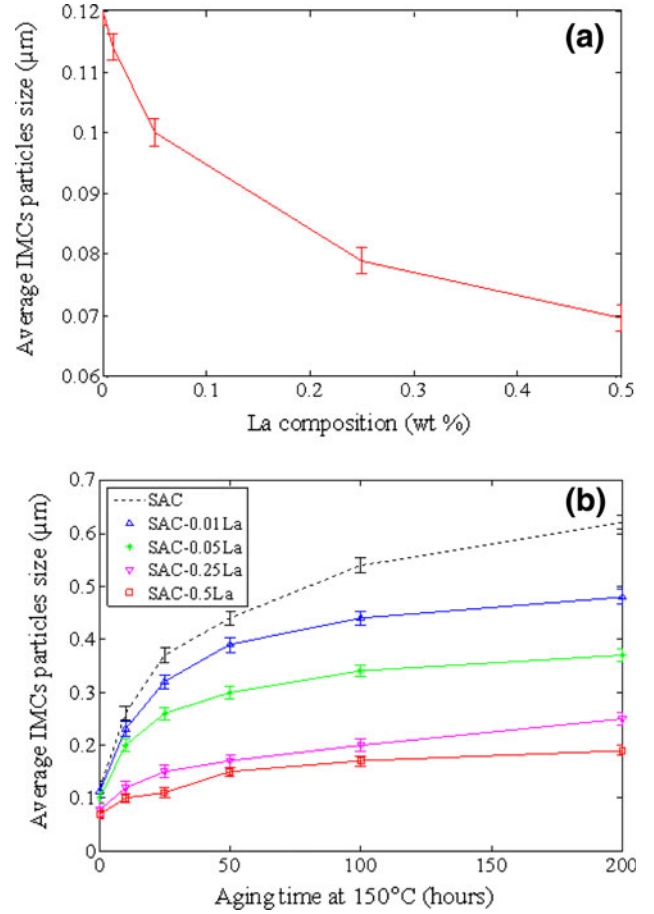 (a)
Average IMCs particles size (μm)
0.12
0.11
0.1
0.09
0.08
0.07
0.06
0
0.1
0.2
0.3
0.4
0.5
La composition (wt %)
(b)
Average IMCs particles size (μm)
0.7
0.6
0.5
0.4
0.3
0.2
0.1
0
SAC
SAC-0.01La
SAC-0.05La
SAC-0.25La
SAC-0.5La
0
50
100
150
200
Aging time at 150°C (hours)